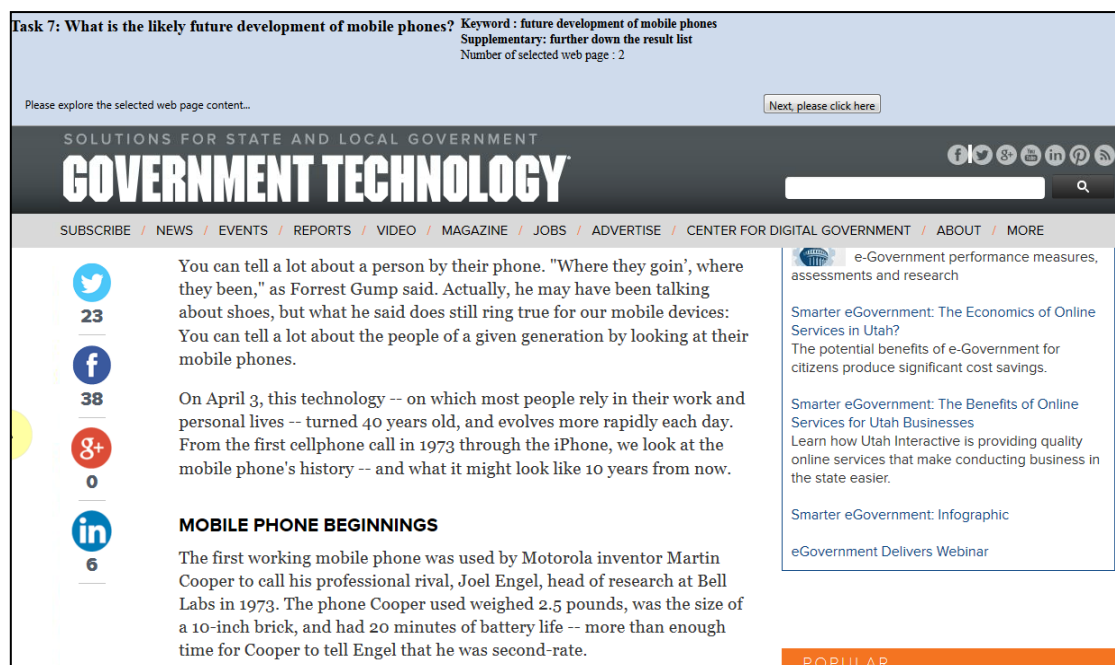 Task 7: What is the likely future development of mobile phones?
Keyword : future development of mobile phones
Supplementary: further down the result list
Number of selected web page : 2
Please explore the selected web page content...
Next, please click here
SOLUTIONS FOR STATE AND LOCAL GOVERNMENT
GOVERNMENT TECHNOLOGY
SUBSCRIBE / NEWS / EVENTS / REPORTS / VIDEO / MAGAZINE / JOBS / ADVERTISE / CENTER FOR DIGITAL GOVERNMENT / ABOUT / MORE
23
38
8+
0
in
6
You can tell a lot about a person by their phone. "Where they goin', where
they been," as Forrest Gump said. Actually, he may have been talking
about shoes, but what he said does still ring true for our mobile devices:
You can tell a lot about the people of a given generation by looking at their
mobile phones.
On April 3, this technology -- on which most people rely in their work and
personal lives -- turned 40 years old, and evolves more rapidly each day.
From the first cellphone call in 1973 through the iPhone, we look at the
mobile phone's history -- and what it might look like 10 years from now.
MOBILE PHONE BEGINNINGS
The first working mobile phone was used by Motorola inventor Martin
Cooper to call his professional rival, Joel Engel, head of research at Bell
Labs in 1973. The phone Cooper used weighed 2.5 pounds, was the size of
a 10-inch brick, and had 20 minutes of battery life -- more than enough
time for Cooper to tell Engel that he was second-rate.
e-Government performance measures,
assessments and research
Smarter eGovernment: The Economics of Online
Services in Utah?
The potential benefits of e-Government for
citizens produce significant cost savings.
Smarter eGovernment: The Benefits of Online
Services for Utah Businesses
Learn how Utah Interactive is providing quality
online services that make conducting business in
the state easier.
Smarter eGovernment: Infographic
eGovernment Delivers Webinar
POPULAR